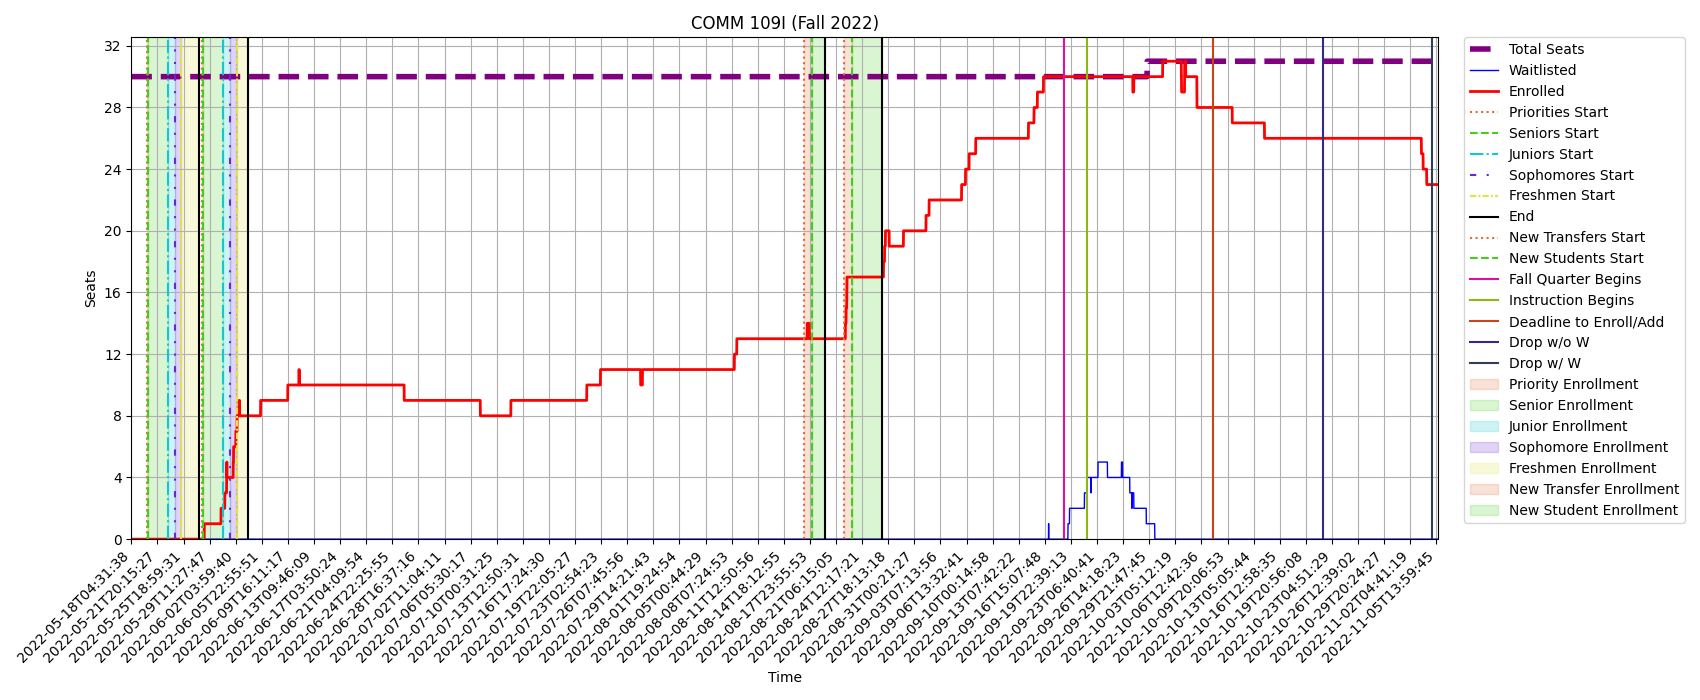 COMM 109I (Fall 2022)
Seats
32
28
24
20
16
12
8
4
0
2022-05-18T04:31:38
2022-05-21T20:15:27
2022-05-25T18:59:31
2022-05-29T11:27:47
2022-06-02T03:59:40
2022-06-05T22:55:51
2022-06-09T16:11:17
2022-06-13T09:46:09
2022-06-17T03:50:24
2022-06-21T04:09:54
2022-06-24T22:25:55
2022-06-28T16:37:16
2022-07-02T11:04:11
2022-07-06T05:30:17
2022-07-10T00:31:25
2022-07-13T12:50:31
2022-07-16T17:24:30
2022-07-19T22:05:27
2022-07-23T02:54:23
2022-07-26T07:45:56
2022-07-29T14:21:43
2022-08-01T19:24:54
2022-08-05T00:44:29
2022-08-08T07:24:53
2022-08-11T12:50:56
2022-08-14T18:12:55
2022-08-17T23:55:53
2022-08-21T06:15:05
2022-08-24T12:17:21
2022-08-27T18:13:18
2022-08-31T00:21:27
2022-09-03T07:13:56
2022-09-06T13:32:41
2022-09-10T00:14:58
2022-09-13T07:42:22
2022-09-16T15:07:48
2022-09-19T22:39:13
2022-09-23T06:40:41
2022-09-26T14:18:23
2022-09-29T21:47:45
2022-10-03T05:12:19
2022-10-06T12:42:36
2022-10-09T20:06:53
2022-10-13T05:05:44
2022-10-16T12:58:35
2022-10-19T20:56:08
2022-10-23T04:51:29
2022-10-26T12:39:02
2022-10-29T20:24:27
2022-11-02T04:41:19
2022-11-05T13:59:45
Time
Total Seats
Waitlisted
Enrolled
Priorities Start
Seniors Start
Juniors Start
Sophomores Start
Freshmen Start
End
New Transfers Start
New Students Start
Fall Quarter Begins
Instruction Begins
Deadline to Enroll/Add
Drop w/o W
Drop w/ W
Priority Enrollment
Senior Enrollment
Junior Enrollment
Sophomore Enrollment
Freshmen Enrollment
New Transfer Enrollment
New Student Enrollment